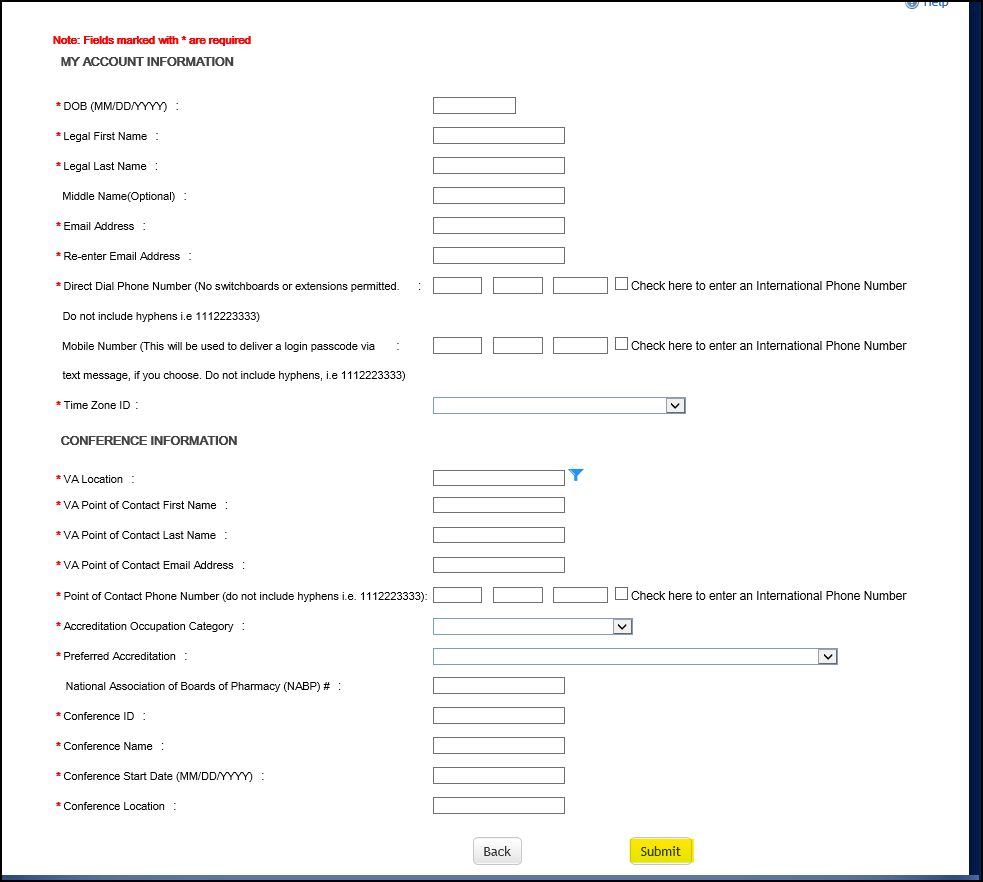 Help
Note: Fields marked with * are required
MY ACCOUNT INFORMATION
* DOB (MM/DD/YYYY) :
* Legal First Name :
* Legal Last Name :
Middle Name(Optional) :
* Email Address :
* Re-enter Email Address :
* Direct Dial Phone Number (No switchboards or extensions permitted. : Check here to enter an International Phone Number
Do not include hyphens i.e 1112223333)
Mobile Number (This will be used to deliver a login passcode via : Check here to enter an International Phone Number
text message, if you choose. Do not include hyphens, i.e 1112223333)
* Time Zone ID :
CONFERENCE INFORMATION
* VA Location :
* VA Point of Contact First Name :
* VA Point of Contact Last Name :
* VA Point of Contact Email Address :
* Point of Contact Phone Number (do not include hyphens i.e. 1112223333): Check here to enter an International Phone Number
* Accreditation Occupation Category :
* Preferred Accreditation :
National Association of Boards of Pharmacy (NABP) # :
* Conference ID :
* Conference Name :
* Conference Start Date (MM/DD/YYYY) :
* Conference Location :
Back Submit